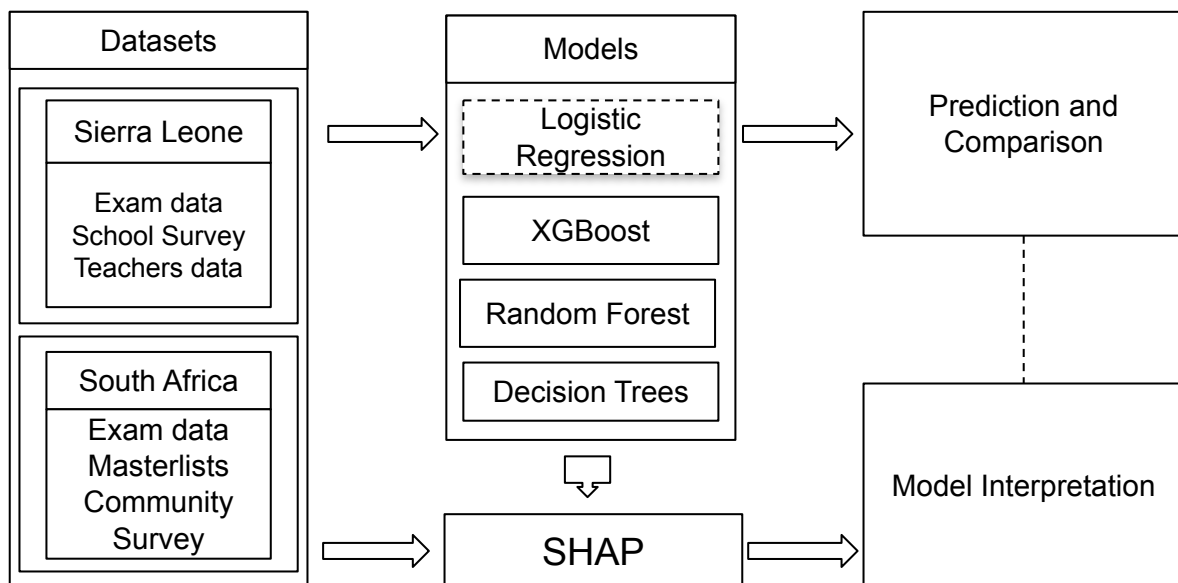 Datasets
Sierra Leone
Exam data
School Survey
Teachers data
South Africa
Exam data
Masterlists
Community
Survey
Models
Logistic
Regression
XGBoost
Random Forest
Decision Trees
SHAP
Prediction and
Comparison
Model Interpretation